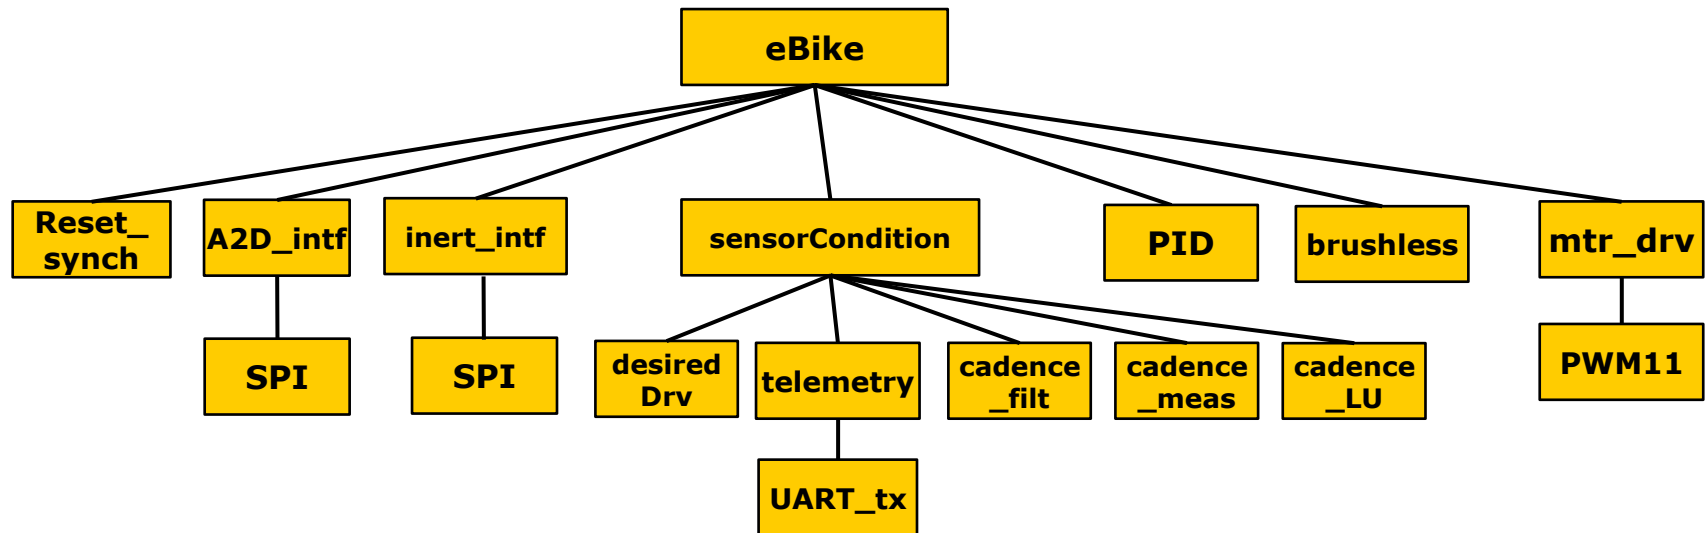 eBike
Reset_
synch
A2D_intf
inert_intf
sensorCondition
PID
brushless
mtr_drv
SPI
SPI
desired
Drv
telemetry
cadence
_filt
cadence
_meas
cadence
_LU
PWM11
UART_tx